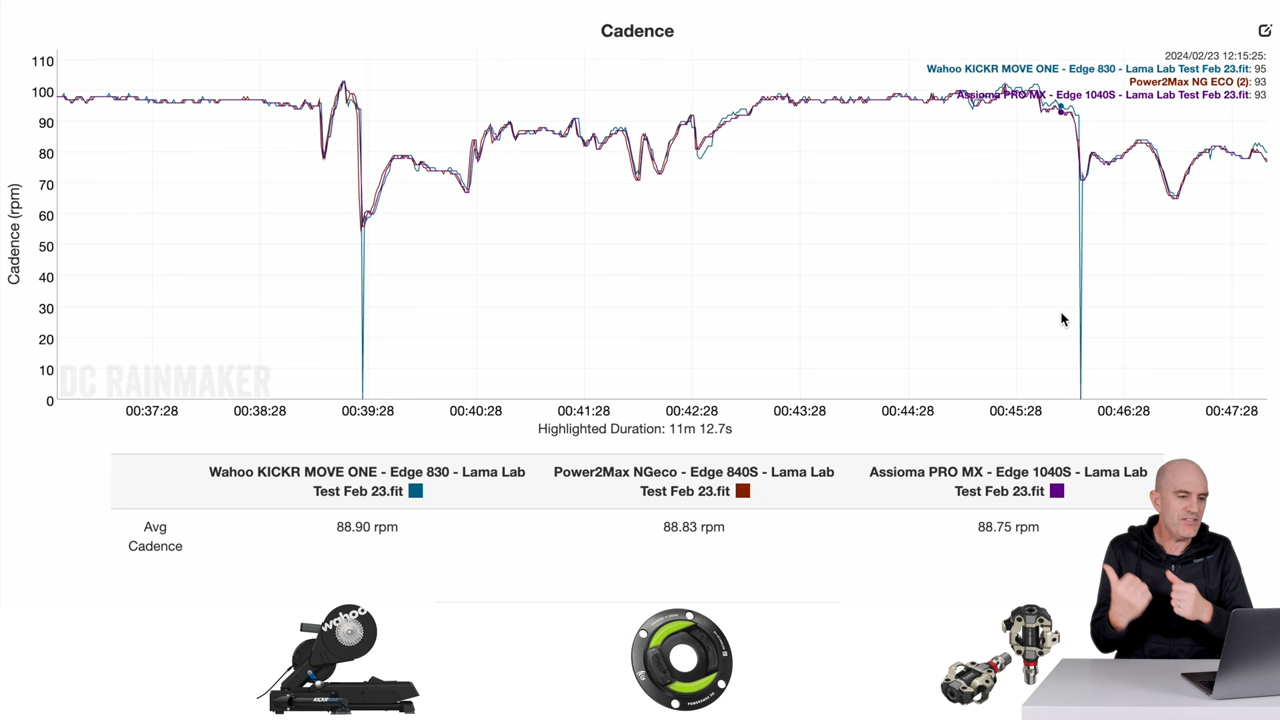 Cadence
2024/02/23 12:15:25:
Wahoo KICKR MOVE ONE - Edge 830 - Lama Lab Test Feb 23.fit: 95
Power2Max NG ECO (2): 93
Assioma PRO MX - Edge 1040S - Lama Lab Test Feb 23.fit: 93
Cadence (rpm)
110
100
90
80
70
60
50
40
30
20
10
0
DC RAINMAKER
00:37:28 00:38:28 00:39:28 00:40:28 00:41:28 00:42:28 00:43:28 00:44:28 00:45:28 00:46:28 00:47:28
Highlighted Duration: 11m 12.7s
Wahoo KICKR MOVE ONE - Edge 830 - Lama Lab
Test Feb 23.fit
Power2Max NGeco - Edge 840S - Lama Lab
Test Feb 23.fit
Assioma PRO MX - Edge 1040S - Lama Lab
Test Feb 23.fit
Avg
Cadence
88.90 rpm
88.83 rpm
88.75 rpm
wahoo
KICKR